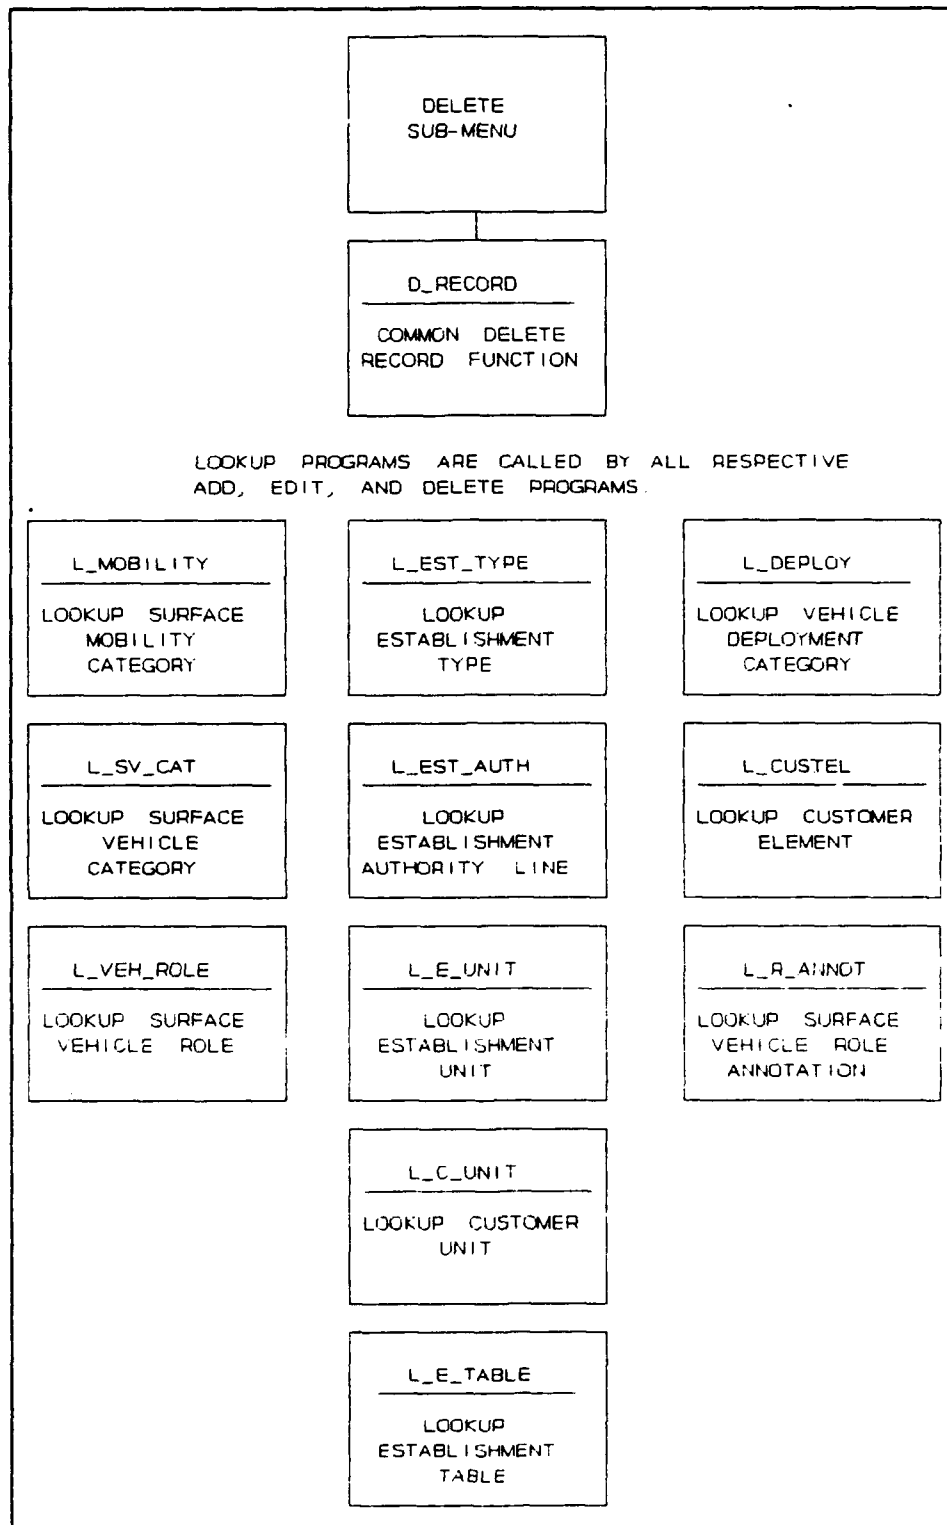 DELETE
SUB-MENU
D_RECORD
COMMON DELETE
RECORD FUNCTION
LOOKUP PROGRAMS ARE CALLED BY ALL RESPECTIVE
ADD, EDIT, AND DELETE PROGRAMS.
L_MOBILITY
LOOKUP SURFACE
MOBILITY
CATEGORY
L_EST_TYPE
LOOKUP
ESTABLISHMENT
TYPE
L_DEPLOY
LOOKUP VEHICLE
DEPLOYMENT
CATEGORY
L_SV_CAT
LOOKUP SURFACE
VEHICLE
CATEGORY
L_EST_AUTH
LOOKUP
ESTABLISHMENT
AUTHORITY LINE
L_CUSTEL
LOOKUP CUSTOMER
ELEMENT
L_VEH_ROLE
LOOKUP SURFACE
VEHICLE ROLE
L_E_UNIT
LOOKUP
ESTABLISHMENT
UNIT
L_R_ANNOT
LOOKUP SURFACE
VEHICLE ROLE
ANNOTATION
L_C_UNIT
LOOKUP CUSTOMER
UNIT
L_E_TABLE
LOOKUP
ESTABLISHMENT
TABLE